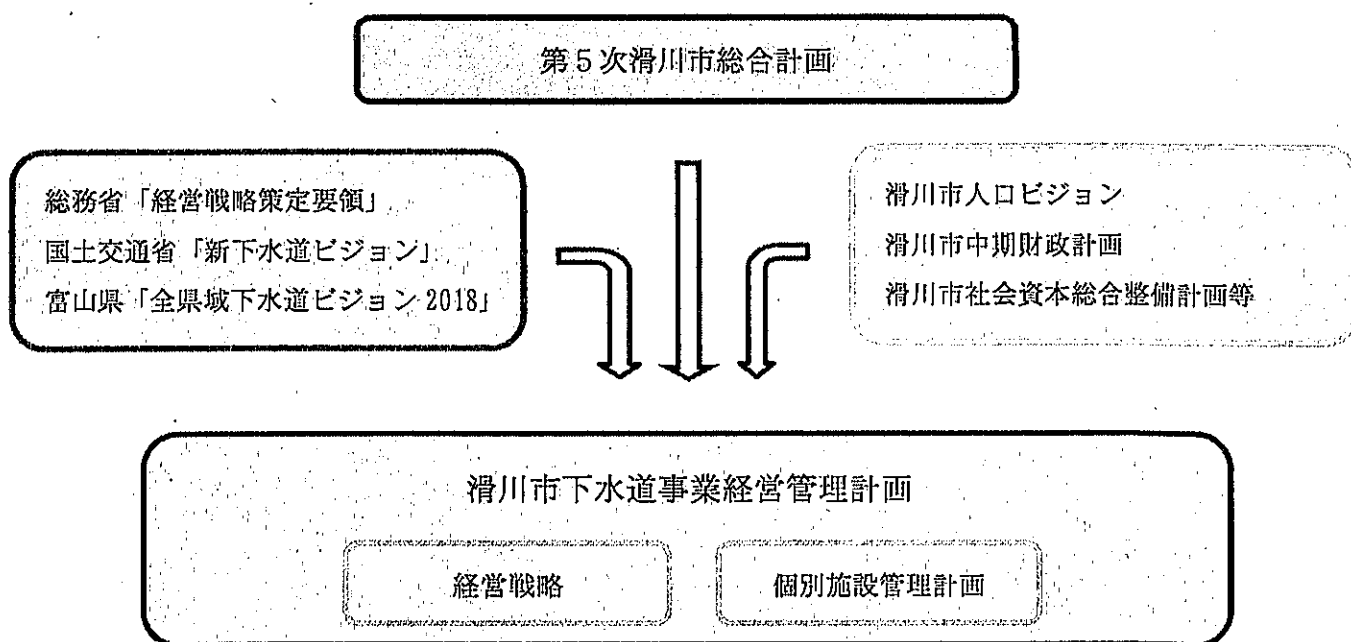 第5次滑川市総合計画
総務省「経営戦略策定要領」
国土交通省「新下水道ビジョン」
富山県「全県域下水道ビジョン 2018」
滑川市人口ビジョン
滑川市中期財政計画
滑川市社会資本総合整備計画等
滑川市下水道事業経営管理計画
経営戦略
個別施設管理計画